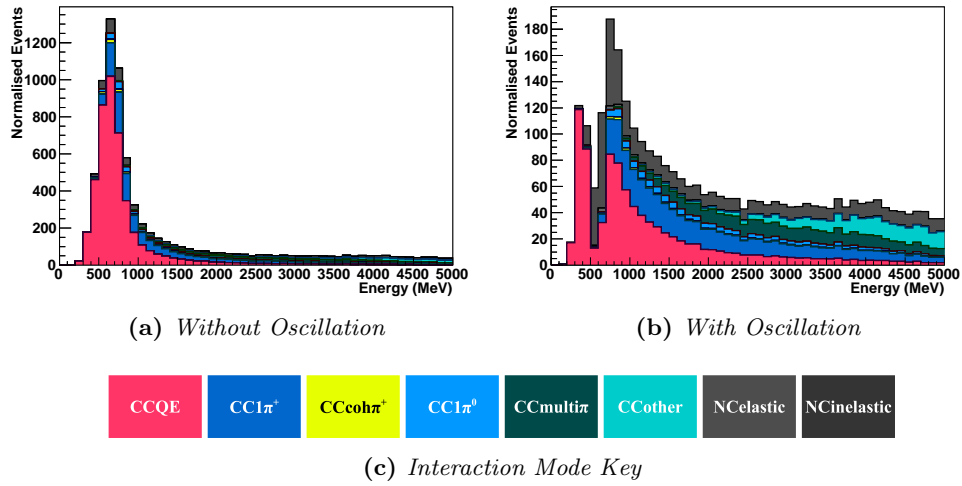 Normalised Events
1200
1000
800
600
400
200
0
0 500 1000 1500 2000 2500 3000 3500 4000 4500 5000
Energy (MeV)
(a) Without Oscillation
Normalised Events
180
160
140
120
100
80
60
40
20
0
0 500 1000 1500 2000 2500 3000 3500 4000 4500 5000
Energy (MeV)
(b) With Oscillation
CCQE CC1π⁺ CCcohπ⁺ CC1π⁰ CCmultiπ CCother NCelastic NCinelastic
(c) Interaction Mode Key